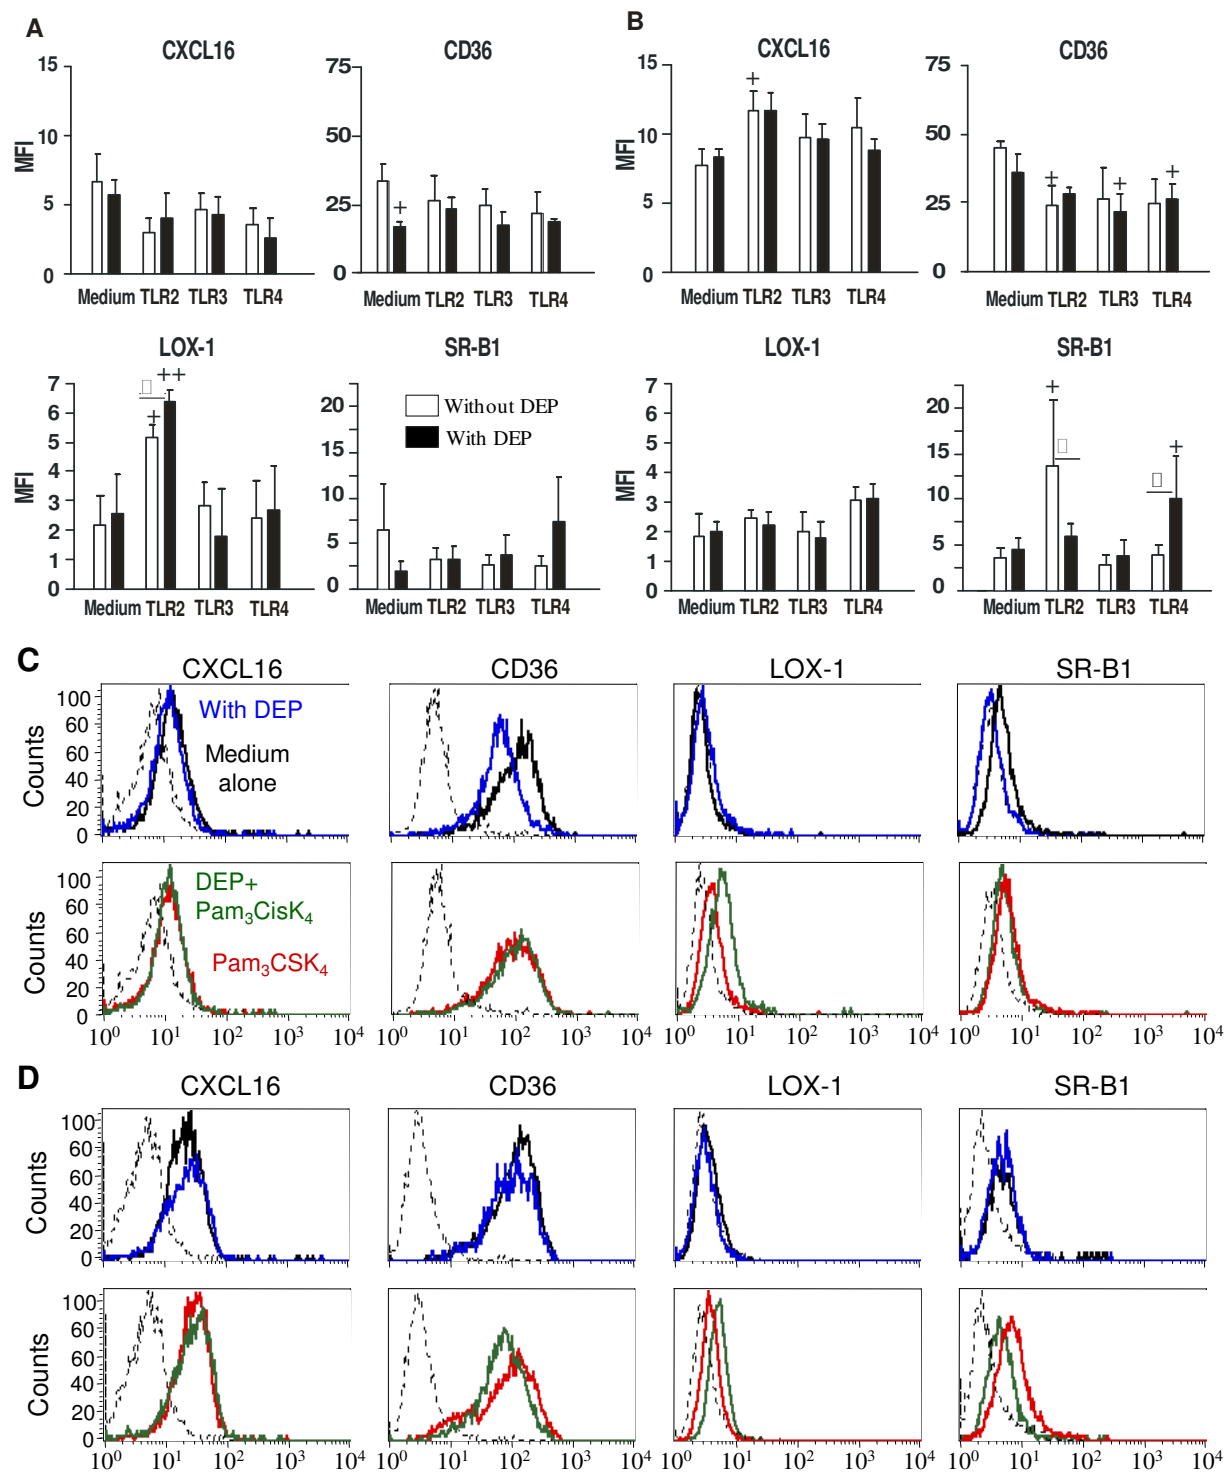 A
B
CXCL16
CD36
CXCL16
CD36
15
10
5
0
MFI
Medium TLR2 TLR3 TLR4
75
50
25
0
Medium TLR2 TLR3 TLR4
+
15
10
5
0
MFI
Medium TLR2 TLR3 TLR4
+
75
50
25
0
Medium TLR2 TLR3 TLR4
+ + +
LOX-1
SR-B1
LOX-1
SR-B1
7
6
5
4
3
2
1
0
MFI
Medium TLR2 TLR3 TLR4
++
+
20
15
10
5
0
Without DEP
With DEP
Medium TLR2 TLR3 TLR4
7
6
5
4
3
2
1
0
MFI
Medium TLR2 TLR3 TLR4
20
15
10
5
0
Medium TLR2 TLR3 TLR4
+ +
C
CXCL16
CD36
LOX-1
SR-B1
100
80
60
40
20
0
Counts
With DEP
Medium
alone
100
80
60
40
20
0
Counts
DEP+
Pam₃CisK₄
Pam₃CSK₄
10⁰ 10¹ 10² 10³ 10⁴
10⁰ 10¹ 10² 10³ 10⁴
10⁰ 10¹ 10² 10³ 10⁴
10⁰ 10¹ 10² 10³ 10⁴
D
CXCL16
CD36
LOX-1
SR-B1
100
80
60
40
20
0
Counts
100
80
60
40
20
0
Counts
10⁰ 10¹ 10² 10³ 10⁴
10⁰ 10¹ 10² 10³ 10⁴
10⁰ 10¹ 10² 10³ 10⁴
10⁰ 10¹ 10² 10³ 10⁴